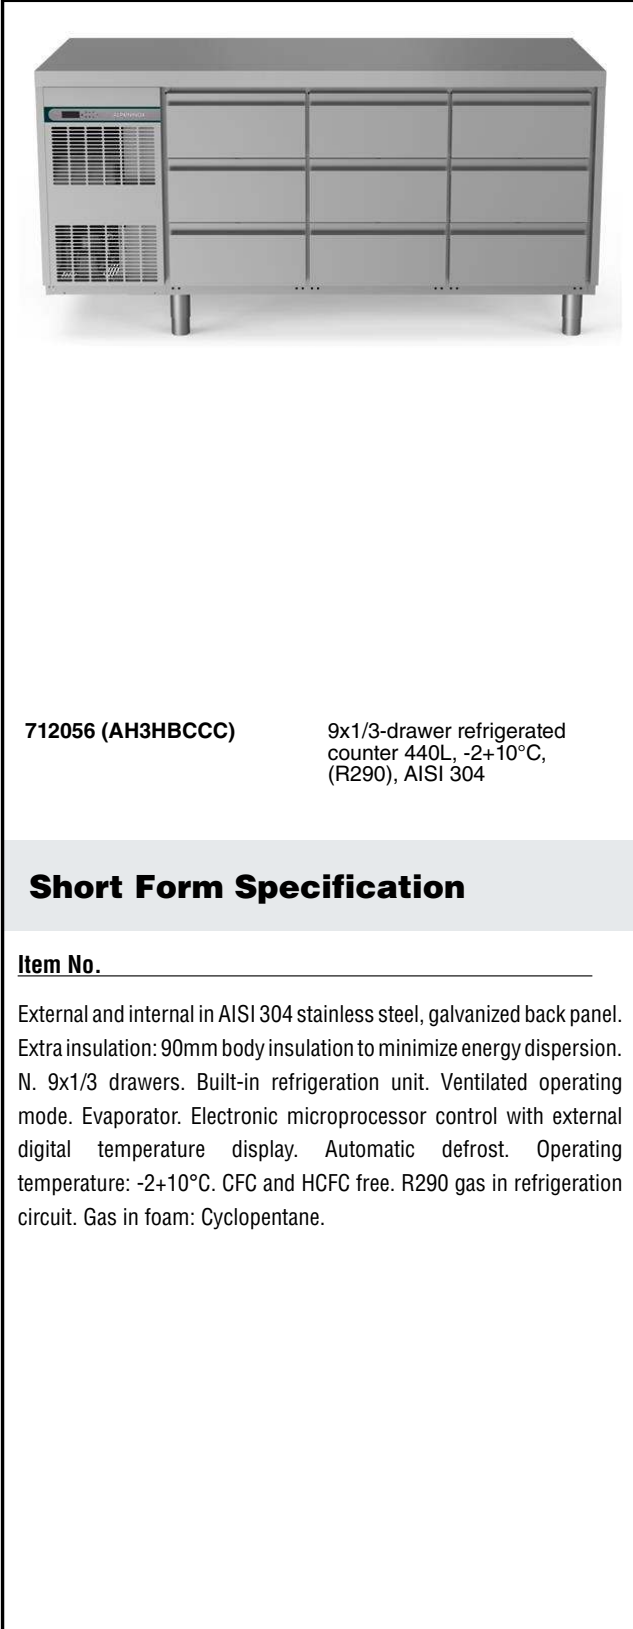 ALPENINOX
712056 (AH3HBCCC)
9x1/3-drawer refrigerated
counter 440L, -2+10°C,
(R290), AISI 304
Short Form Specification
Item No.
External and internal in AISI 304 stainless steel, galvanized back panel.
Extra insulation: 90mm body insulation to minimize energy dispersion.
N. 9x1/3 drawers. Built-in refrigeration unit. Ventilated operating
mode. Evaporator. Electronic microprocessor control with external
digital temperature display. Automatic defrost. Operating
temperature: -2+10°C. CFC and HCFC free. R290 gas in refrigeration
circuit. Gas in foam: Cyclopentane.